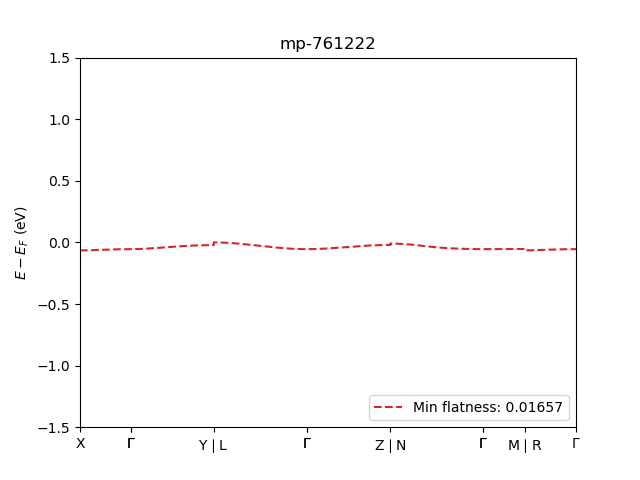 mp-761222
E − E_F (eV)
1.5
1.0
0.5
0.0
−0.5
−1.0
−1.5
Min flatness: 0.01657
X Γ Y | L Γ Z | N Γ M | R Γ